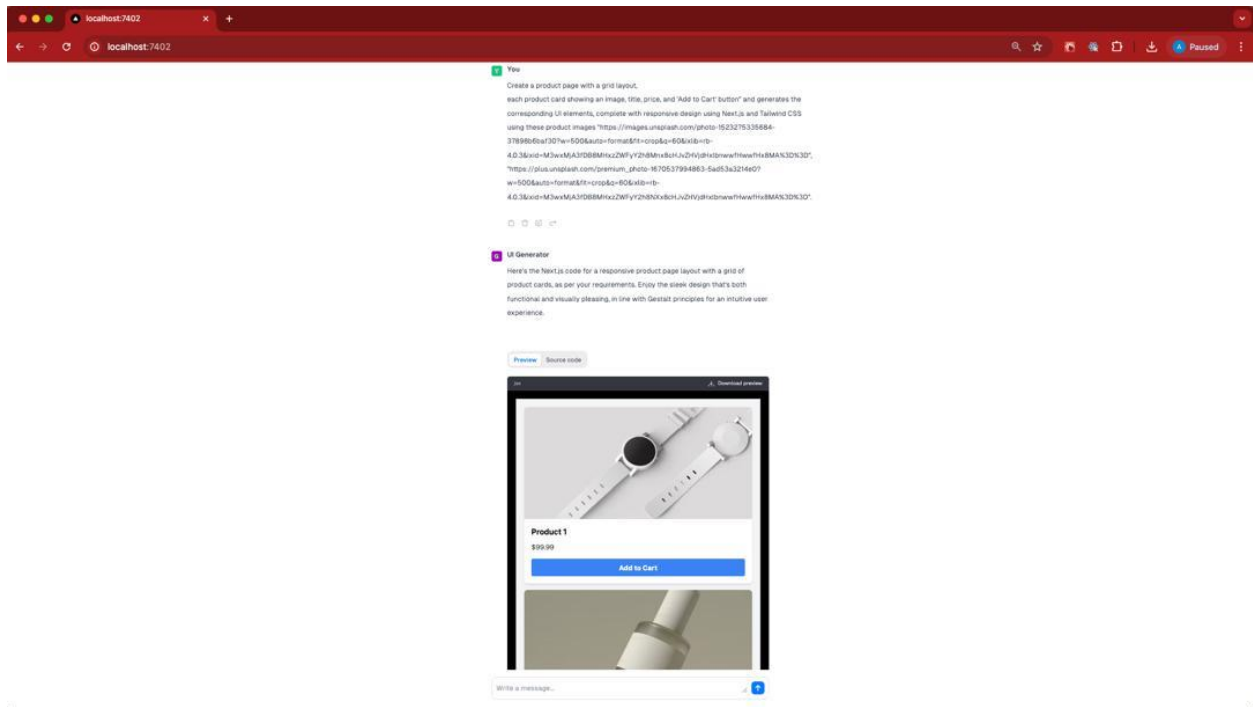 localhost:7402
localhost:7402
Paused
Y
You
Create a product page with a grid layout,
each product card showing an image, title, price, and 'Add to Cart' button" and generates the
corresponding UI elements, complete with responsive design using Next.js and Tailwind CSS
using these product images "https://images.unsplash.com/photo-1523275335684-
37898b6baf30?w=500&auto=format&fit=crop&q=60&ixlib=rb-
"https://plus.unsplash.com/premium_photo-1670537994863-5ad53a3214e0?
w=500&auto=format&fit=crop&q=60&ixlib=rb-
G
UI Generator
Here's the Next.js code for a responsive product page layout with a grid of
product cards, as per your requirements. Enjoy the sleek design that's both
functional and visually pleasing, in line with Gestalt principles for an intuitive user
experience.
Preview Source code
jsx Download preview
Product 1
$99.99
Add to Cart
Write a message...